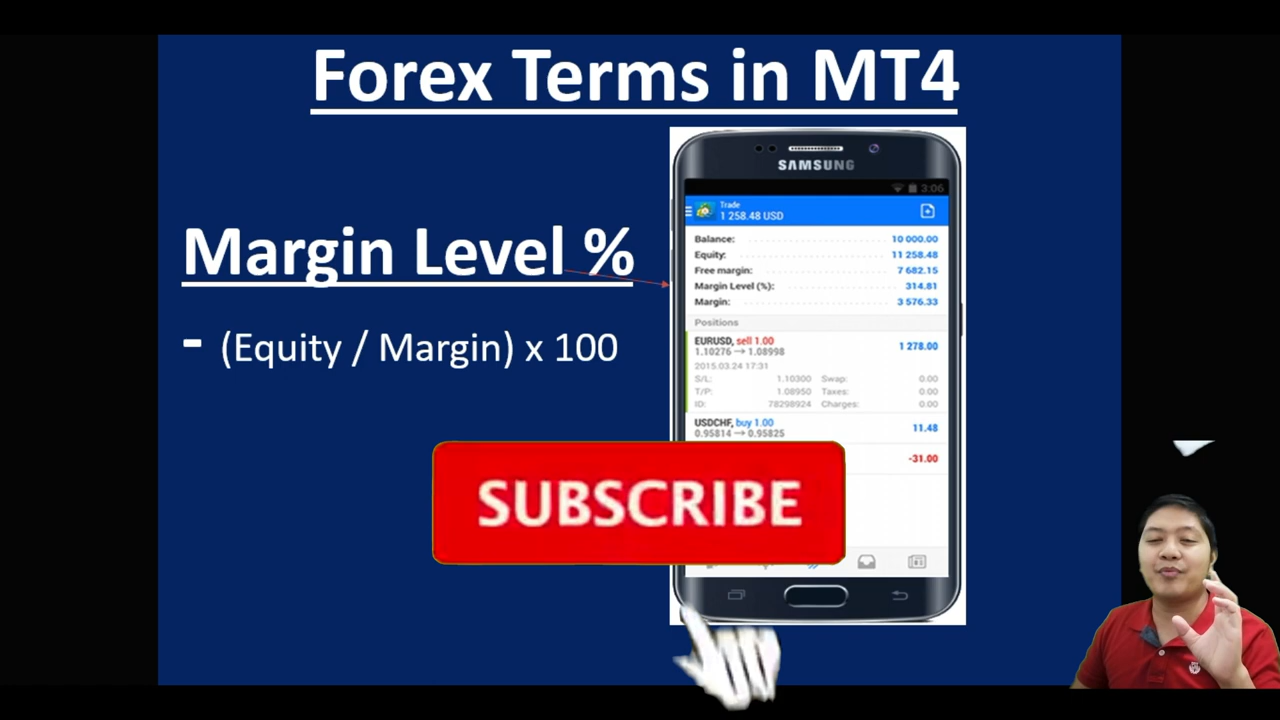 Forex Terms in MT4
Margin Level %
- (Equity / Margin) x 100
SAMSUNG
3:06
Trade
1 258.48 USD
Balance: 10 000.00
Equity: 11 258.48
Free margin: 7 682.15
Margin Level (%): 314.81
Margin: 3 576.33
Positions
EURUSD, sell 1.00
1.10276 → 1.08998 1 278.00
2015.03.24 17:31
S/L: 1.10300 Swap: 0.00
T/P: 1.08950 Taxes: 0.00
ID: 78298924 Charges: 0.00
USDCHF, buy 1.00
0.95814 → 0.95825 11.48
-31.00
SUBSCRIBE